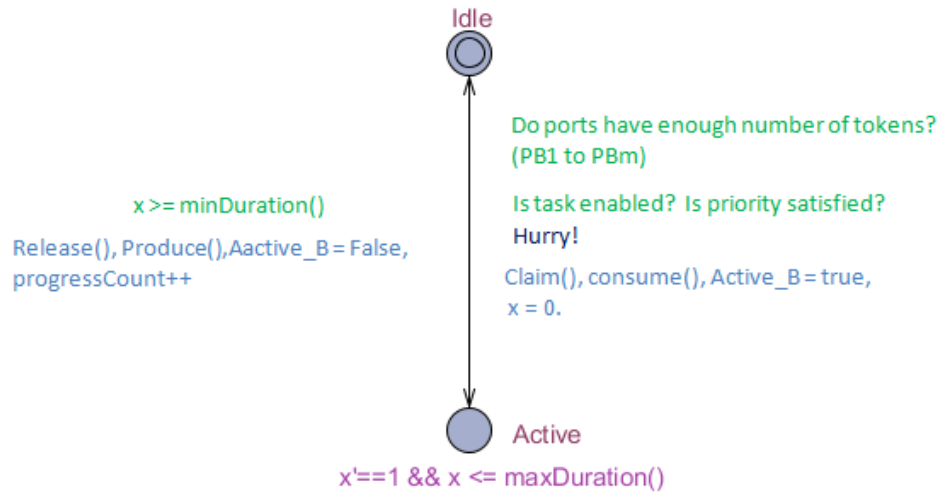 Idle
Do ports have enough number of tokens?
(PB1 to PBm)
x >= minDuration()
Is task enabled? Is priority satisfied?
Hurry!
Release(), Produce(),Aactive_B = False,
progressCount++
Claim(), consume(), Active_B = true,
x = 0.
Active
x'==1 && x <= maxDuration()